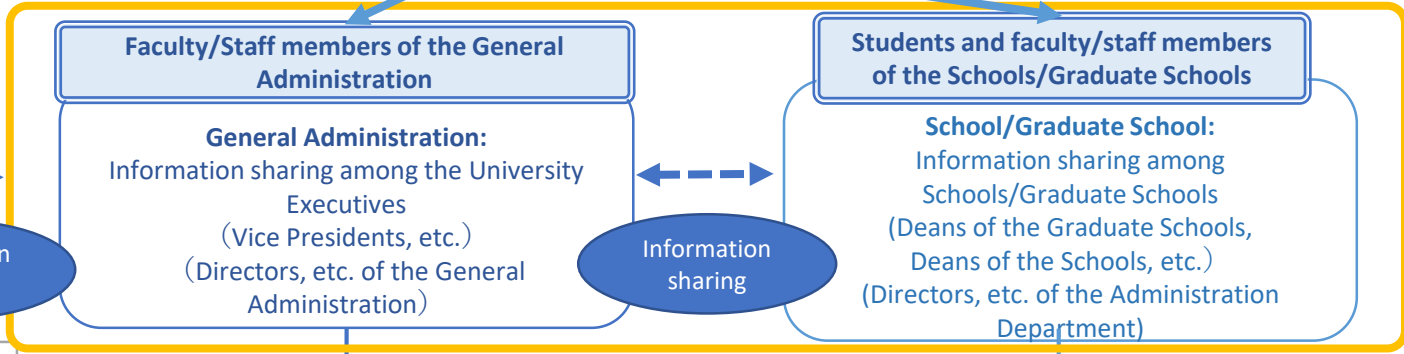 Faculty/Staff members of the General
Administration
General Administration:
Information sharing among the University
Executives
（Vice Presidents, etc.）
（Directors, etc. of the General
Administration）
Information
sharing
Students and faculty/staff members
of the Schools/Graduate Schools
School/Graduate School:
Information sharing among
Schools/Graduate Schools
(Deans of the Graduate Schools,
Deans of the Schools, etc.）
(Directors, etc. of the Administration
Department)